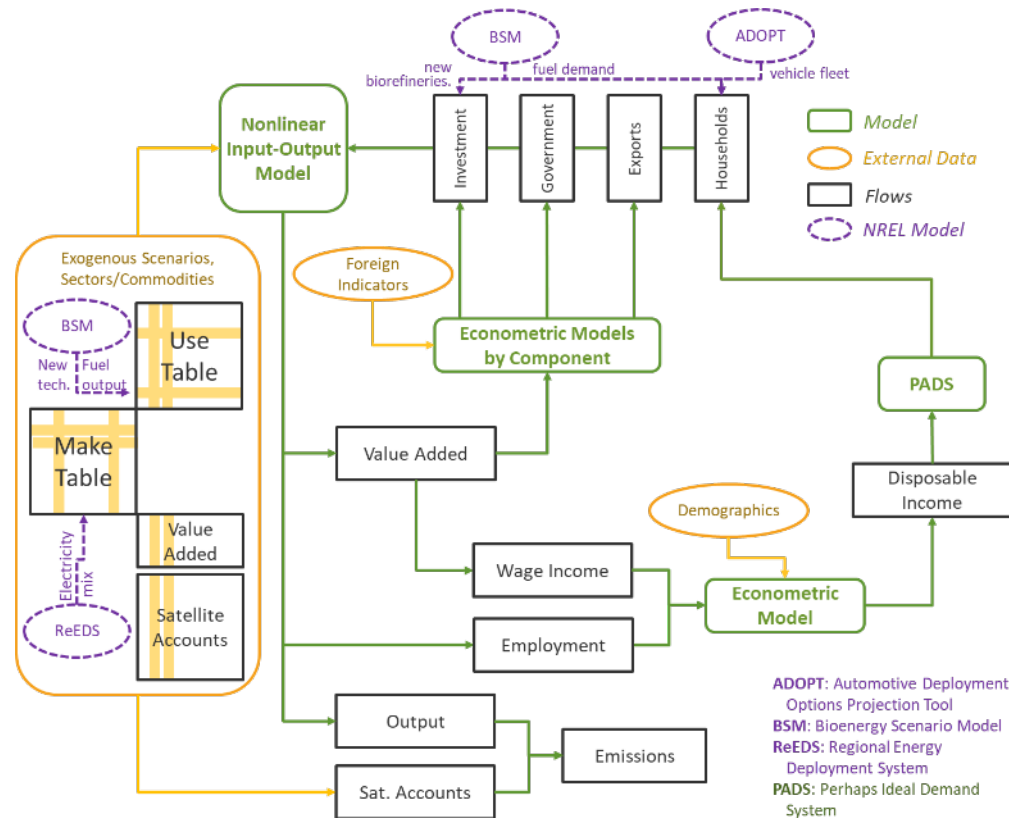 BSM
ADOPT
new
biorefineries.
fuel demand
vehicle fleet
Nonlinear
Input-Output
Model
Investment
Government
Exports
Households
Model
External Data
Flows
NREL Model
Exogenous Scenarios,
Sectors/Commodities
Foreign
Indicators
BSM
Use
Table
New
tech.
Fuel
output
Econometric Models
by Component
PADS
Make
Table
Value Added
Disposable
Income
Value
Added
Demographics
Electricity
mix
Wage Income
Econometric
Model
Satellite
Accounts
ReEDS
Employment
Output
Emissions
Sat. Accounts
ADOPT: Automotive Deployment
Options Projection Tool
BSM: Bioenergy Scenario Model
ReEDS: Regional Energy
Deployment System
PADS: Perhaps Ideal Demand
System